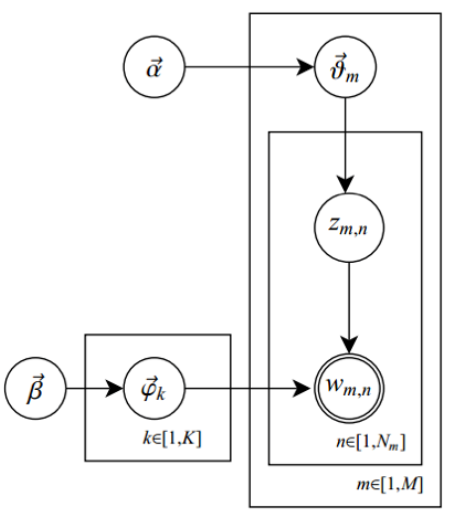 α⃗
ϑ⃗ₘ
zₘ,ₙ
β⃗
φ⃗ₖ
wₘ,ₙ
k∈[1,K]
n∈[1,Nₘ]
m∈[1,M]